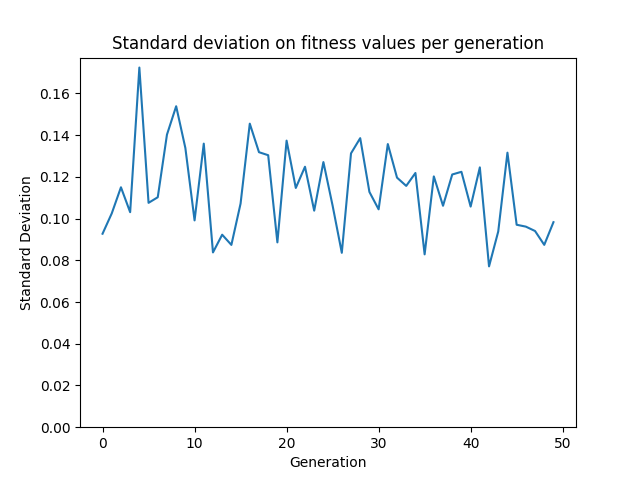 Standard deviation on fitness values per generation
0.16
0.14
0.12
0.10
0.08
0.06
0.04
0.02
0.00
Standard Deviation
0 10 20 30 40 50
Generation